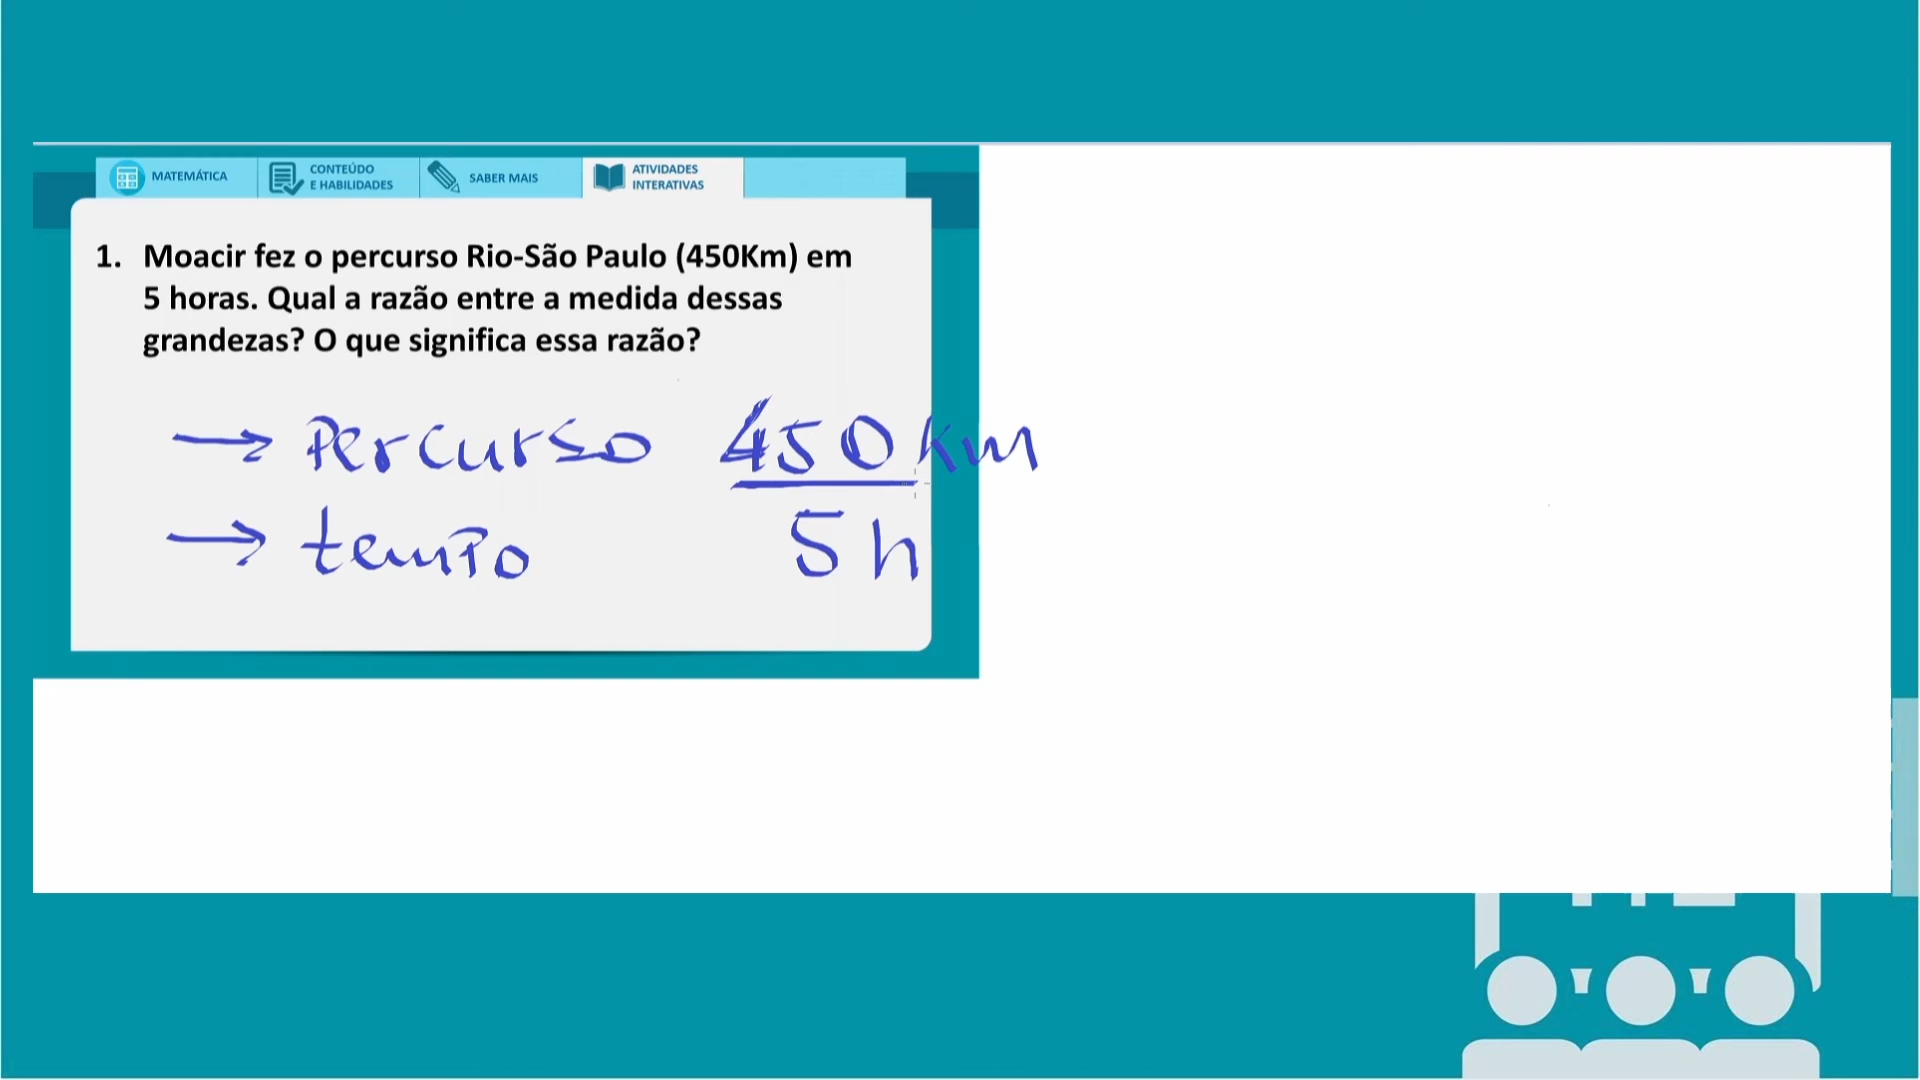 MATEMÁTICA
CONTEÚDO
E HABILIDADES
SABER MAIS
ATIVIDADES
INTERATIVAS
1. Moacir fez o percurso Rio-São Paulo (450Km) em
5 horas. Qual a razão entre a medida dessas
grandezas? O que significa essa razão?
→ Percurso 450 km
→ tempo 5 h